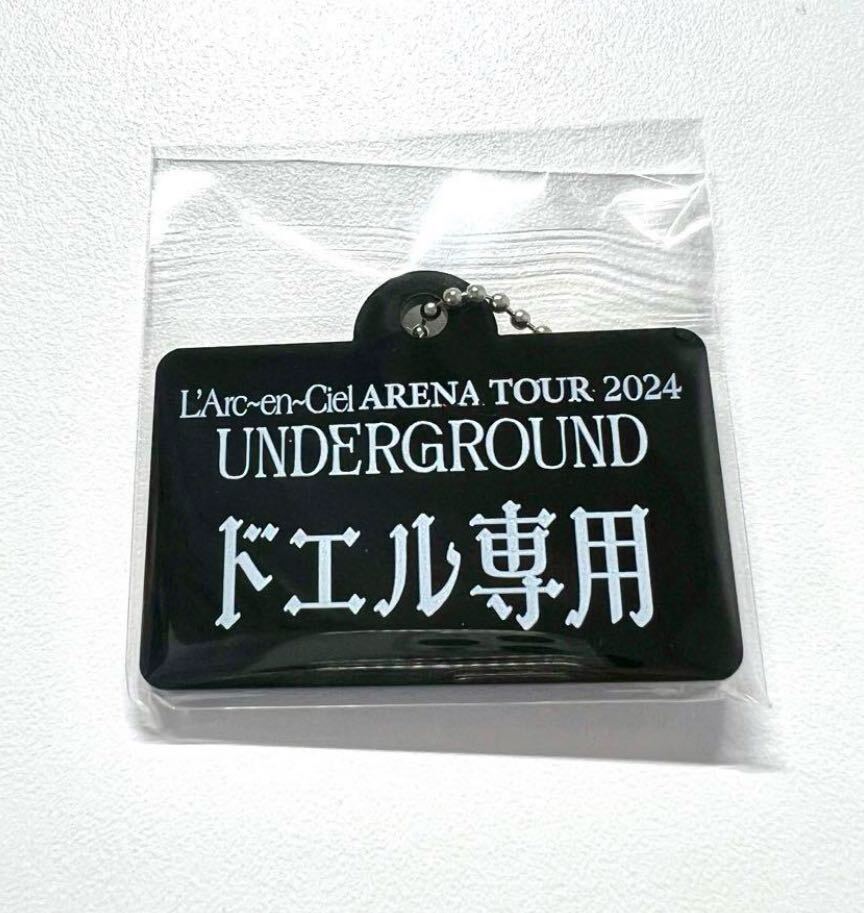 L'Arc~en~Ciel ARENA TOUR 2024
UNDERGROUND
ドエル専用